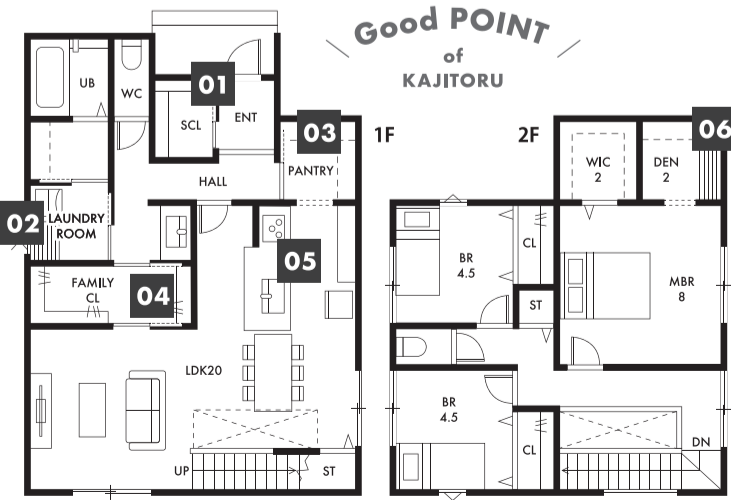 Good POINT
of
KAJITORU
1F
2F
UB
WC
01
SCL
ENT
03
PANTRY
HALL
02
LAUNDRY
ROOM
FAMILY
CL
04
05
LDK20
UP
ST
WIC
2
DEN
2
06
BR
4.5
CL
ST
MBR
8
BR
4.5
CL
DN